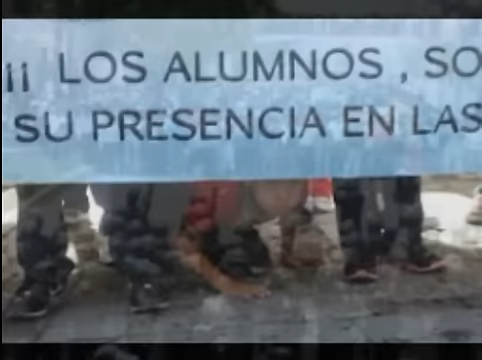 ¡¡ LOS ALUMNOS , SO
SU PRESENCIA EN LAS